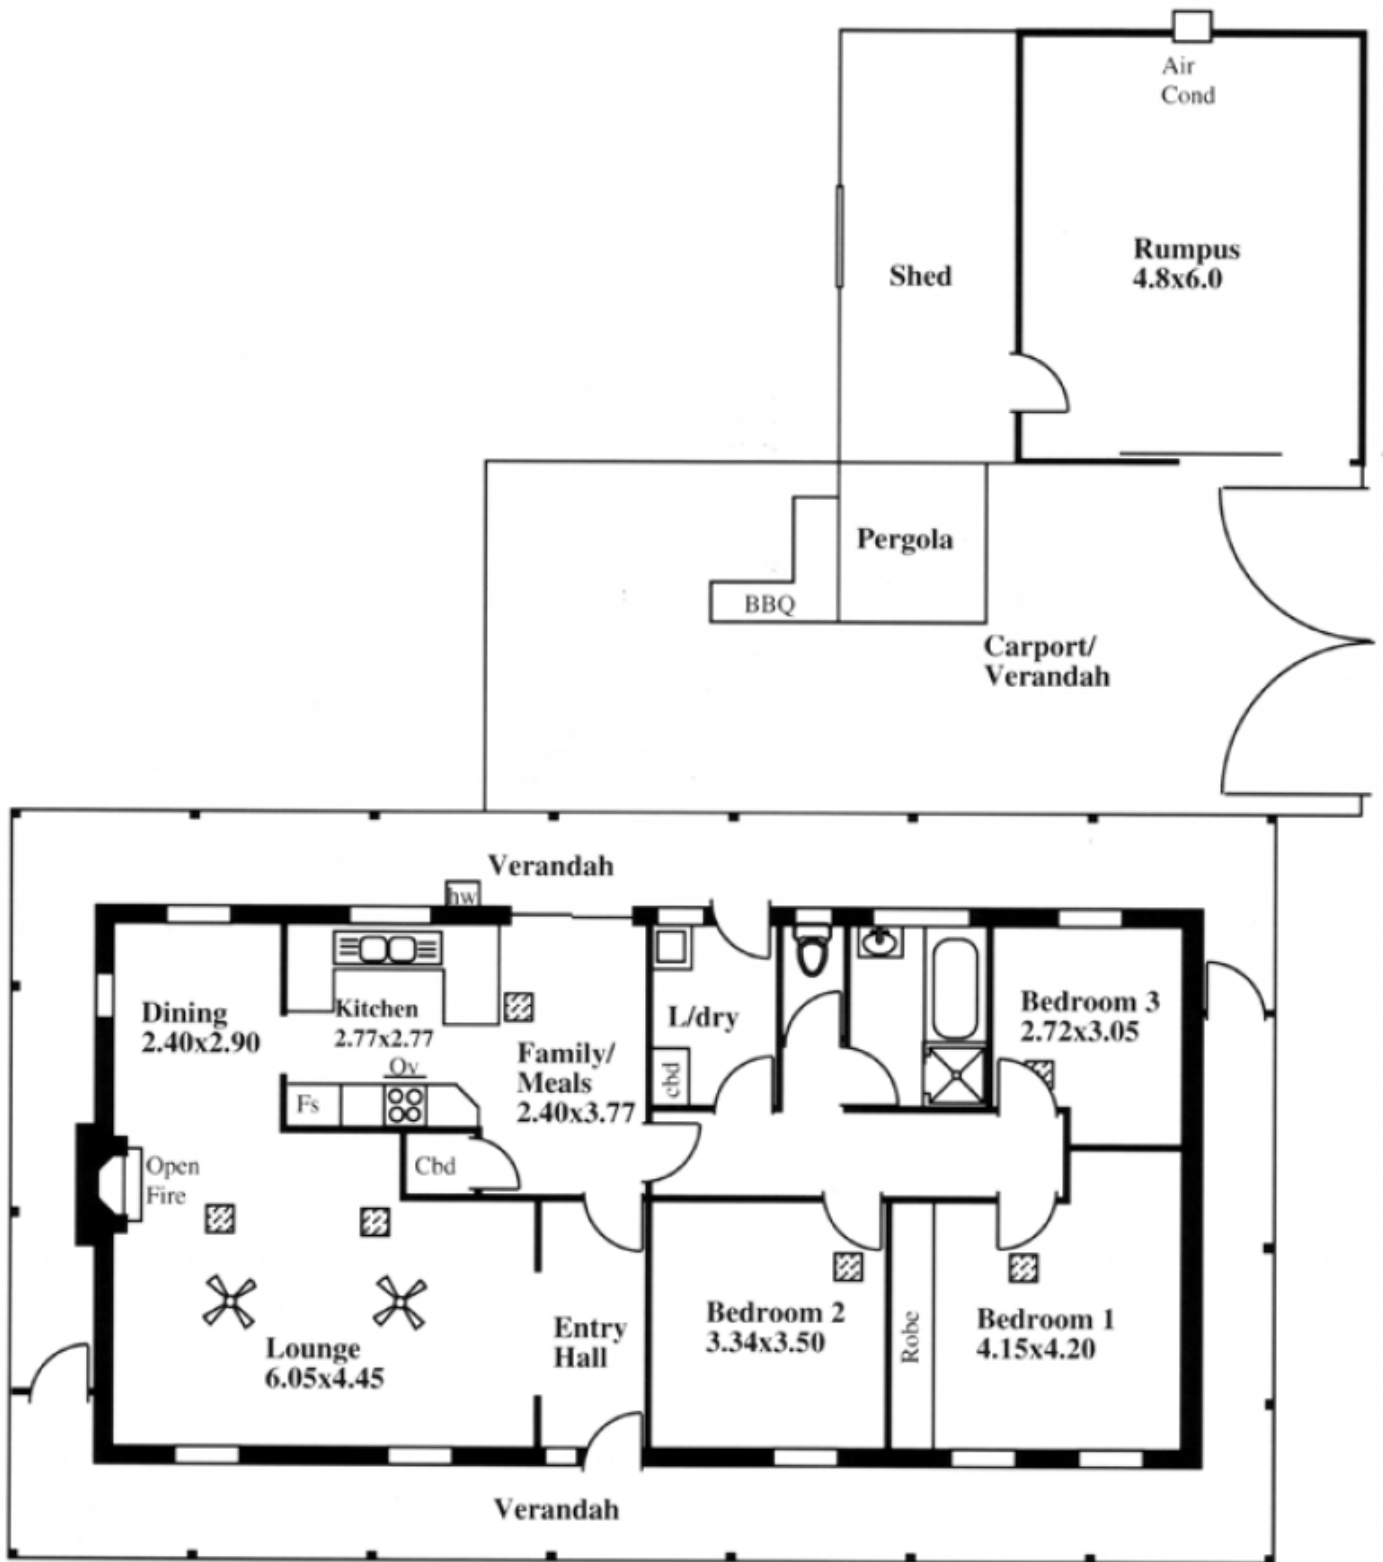 Air
Cond
Rumpus
4.8x6.0
Shed
Pergola
BBQ
Carport/
Verandah
Verandah
hw
Dining
2.40x2.90
Kitchen
2.77x2.77
Ov
Fs
Family/
Meals
2.40x3.77
L/dry
cbd
Bedroom 3
2.72x3.05
Open
Fire
Cbd
Lounge
6.05x4.45
Entry
Hall
Bedroom 2
3.34x3.50
Robe
Bedroom 1
4.15x4.20
Verandah